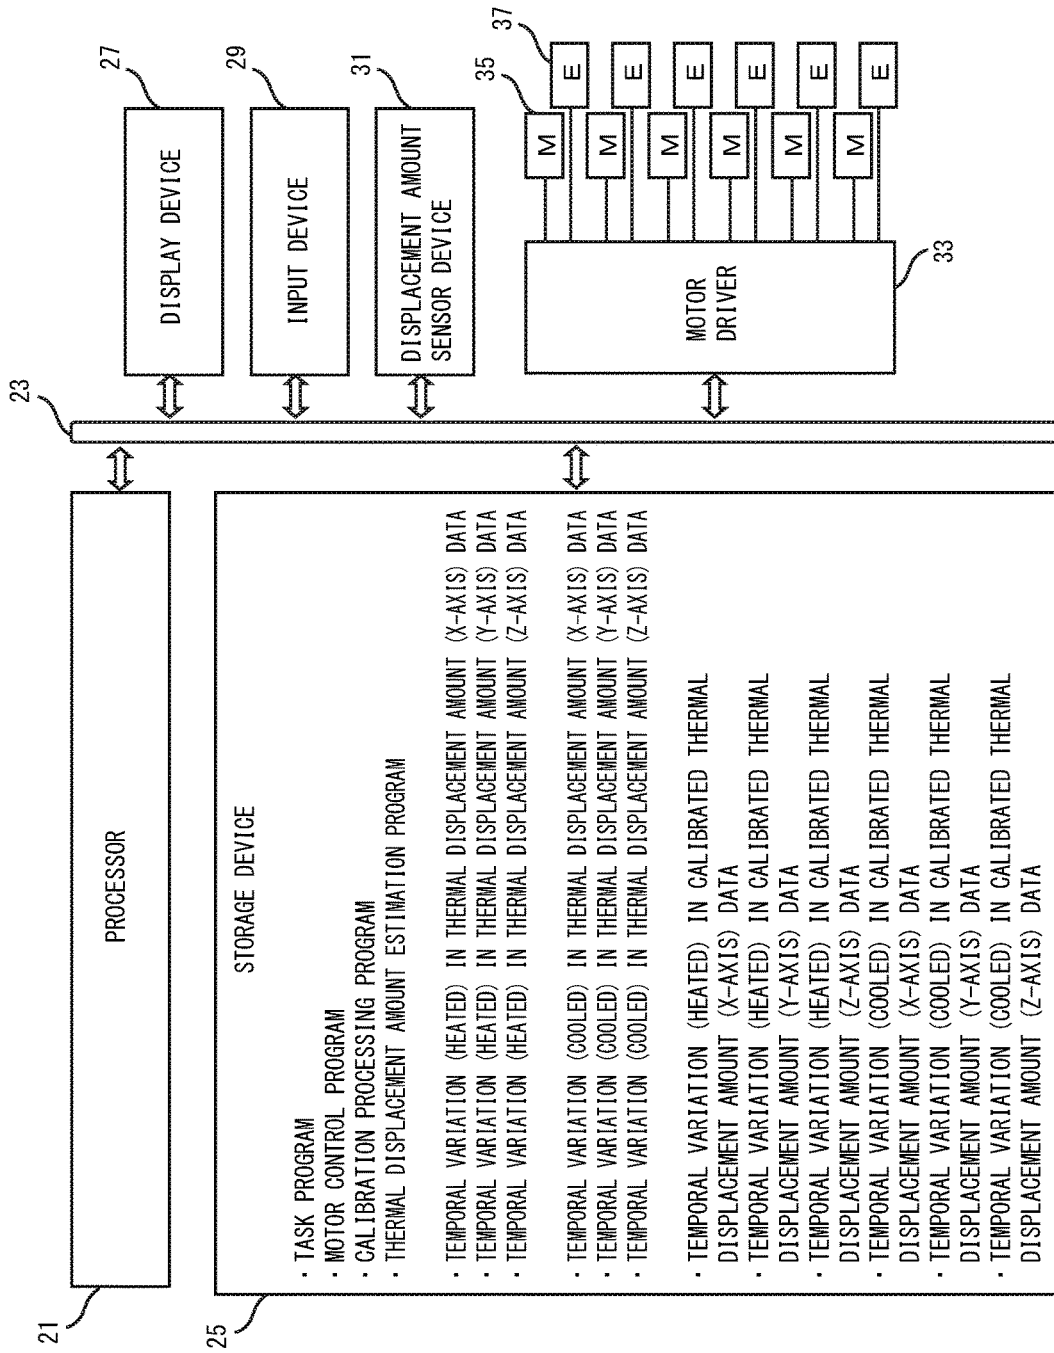 21
PROCESSOR
25
STORAGE DEVICE
· TASK PROGRAM
· MOTOR CONTROL PROGRAM
· CALIBRATION PROCESSING PROGRAM
· THERMAL DISPLACEMENT AMOUNT ESTIMATION PROGRAM
· TEMPORAL VARIATION (HEATED) IN THERMAL DISPLACEMENT AMOUNT (X-AXIS) DATA
· TEMPORAL VARIATION (HEATED) IN THERMAL DISPLACEMENT AMOUNT (Y-AXIS) DATA
· TEMPORAL VARIATION (HEATED) IN THERMAL DISPLACEMENT AMOUNT (Z-AXIS) DATA
· TEMPORAL VARIATION (COOLED) IN THERMAL DISPLACEMENT AMOUNT (X-AXIS) DATA
· TEMPORAL VARIATION (COOLED) IN THERMAL DISPLACEMENT AMOUNT (Y-AXIS) DATA
· TEMPORAL VARIATION (COOLED) IN THERMAL DISPLACEMENT AMOUNT (Z-AXIS) DATA
· TEMPORAL VARIATION (HEATED) IN CALIBRATED THERMAL
DISPLACEMENT AMOUNT (X-AXIS) DATA
· TEMPORAL VARIATION (HEATED) IN CALIBRATED THERMAL
DISPLACEMENT AMOUNT (Y-AXIS) DATA
· TEMPORAL VARIATION (HEATED) IN CALIBRATED THERMAL
DISPLACEMENT AMOUNT (Z-AXIS) DATA
· TEMPORAL VARIATION (COOLED) IN CALIBRATED THERMAL
DISPLACEMENT AMOUNT (X-AXIS) DATA
· TEMPORAL VARIATION (COOLED) IN CALIBRATED THERMAL
DISPLACEMENT AMOUNT (Y-AXIS) DATA
· TEMPORAL VARIATION (COOLED) IN CALIBRATED THERMAL
DISPLACEMENT AMOUNT (Z-AXIS) DATA
23
27
DISPLAY DEVICE
29
INPUT DEVICE
31
DISPLACEMENT AMOUNT
SENSOR DEVICE
MOTOR
DRIVER
33
35
37
M
E
M
E
M
E
M
E
M
E
M
E